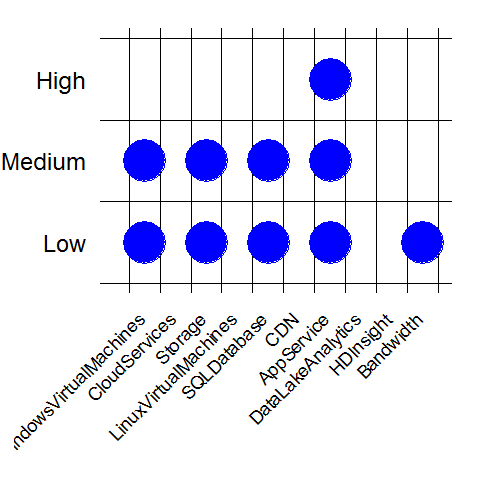 High
Medium
Low
ndowsVirtualMachines
CloudServices
Storage
LinuxVirtualMachines
SQLDatabase
CDN
AppService
DataLakeAnalytics
HDInsight
Bandwidth